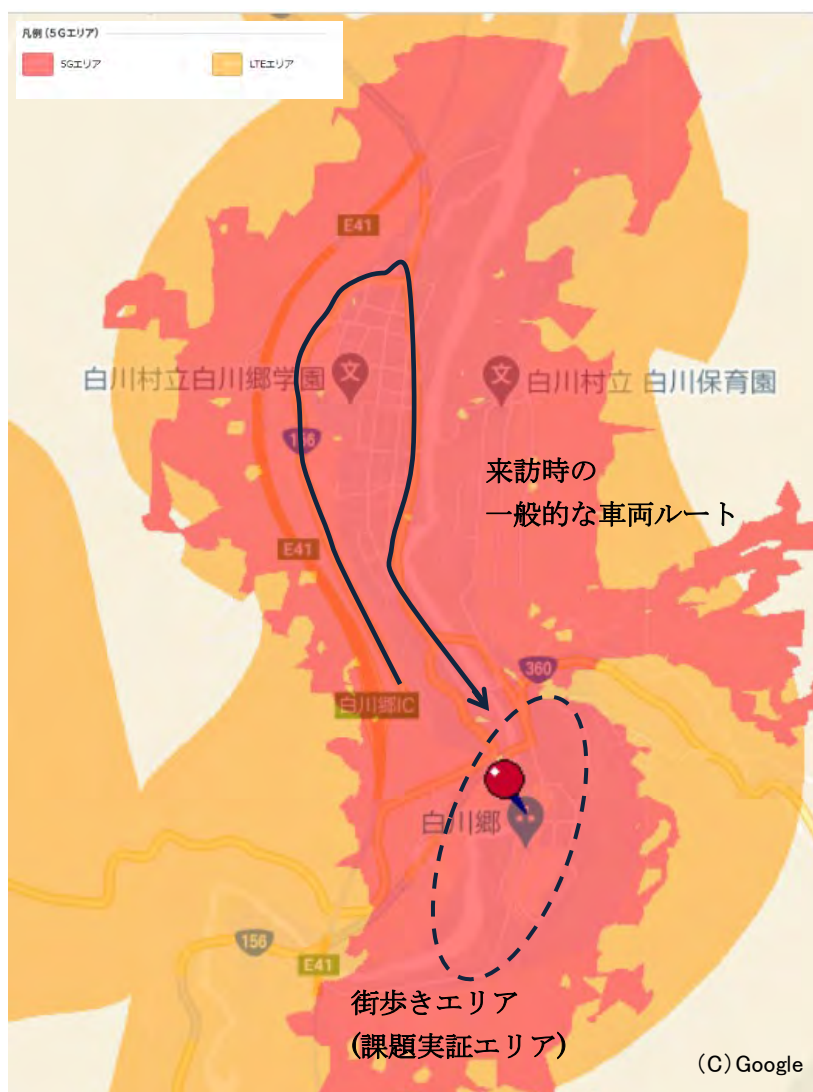 凡例(5Gエリア)
5Gエリア
LTEエリア
E41
白川村立白川郷学園
文
文
白川村立 白川保育園
156
来訪時の
一般的な車両ルート
E41
360
白川郷IC
白川郷
156
E41
街歩きエリア
(課題実証エリア)
(C) Google